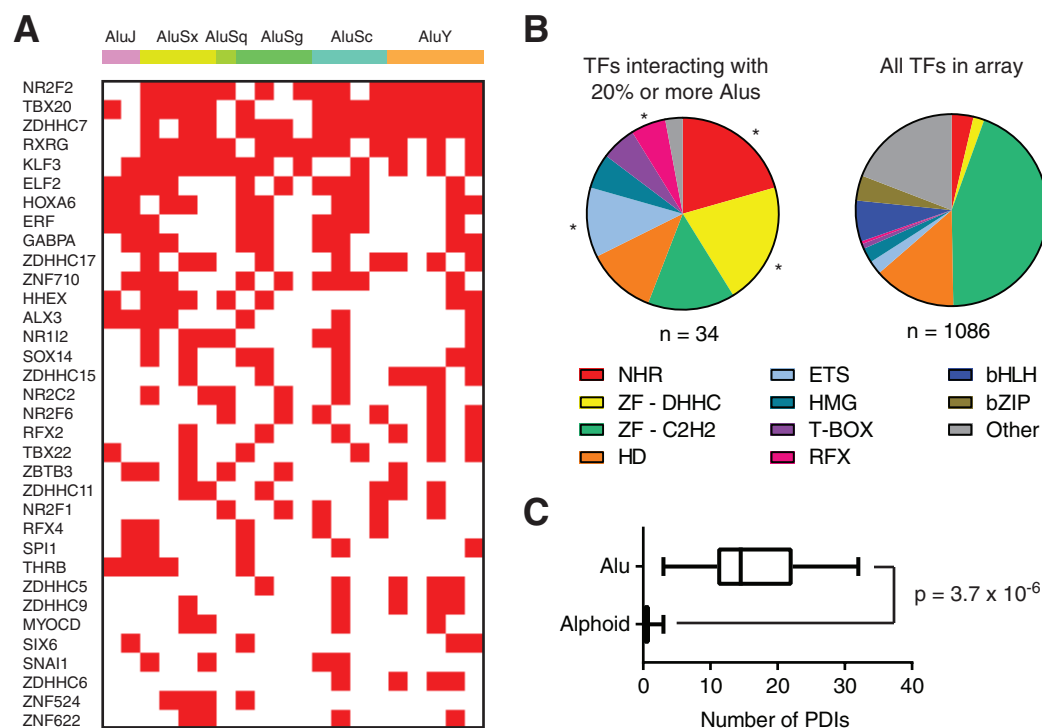 A
AluJ AluSx AluSq AluSg AluSc AluY
NR2F2
TBX20
ZDHHC7
RXRG
KLF3
ELF2
HOXA6
ERF
GABPA
ZDHHC17
ZNF710
HHEX
ALX3
NR1I2
SOX14
ZDHHC15
NR2C2
NR2F6
RFX2
TBX22
ZBTB3
ZDHHC11
NR2F1
RFX4
SPI1
THRB
ZDHHC5
ZDHHC9
MYOCD
SIX6
SNAI1
ZDHHC6
ZNF524
ZNF622
B
TFs interacting with
20% or more Alus
* * * *
n = 34
All TFs in array
n = 1086
NHR
ZF - DHHC
ZF - C2H2
HD
ETS
HMG
T-BOX
RFX
bHLH
bZIP
Other
C
Alu
Alphoid
p = 3.7 x 10-6
0 10 20 30 40
Number of PDIs